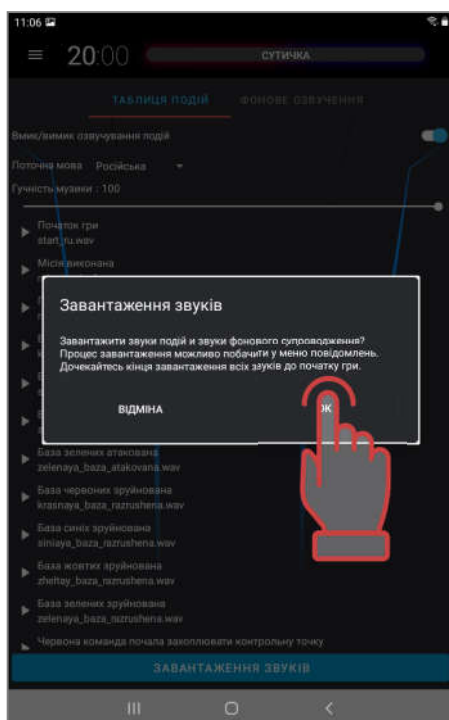 11:06
20:00
СУТИЧКА
ТАБЛИЦЯ ПОДІЙ
ФОНОВЕ ОЗВУЧЕННЯ
Вмик/вимик озвучування подій
Поточна мова Російська
Гучність музики : 100
Початок гри
start_ru.wav
Місія виконана
Завантаження звуків
Завантажити звуки подій и звуки фонового супроводження?
Процес завантаження можливо побачити у меню повідомлень.
Дочекайтесь кінця завантаження всіх звуків до початку гри.
ВІДМІНА
База зелених атакована
zelenaya_baza_atakovana.wav
База червоних зруйнована
krasnaya_baza_razrushena.wav
База синіх зруйнована
siniaya_baza_razrushena.wav
База жовтих зруйнована
zheltay_baza_razrushena.wav
База зелених зруйнована
zelenaya_baza_razrushena.wav
Червона команда почала захоплювати контрольну точку
ЗАВАНТАЖЕННЯ ЗВУКІВ